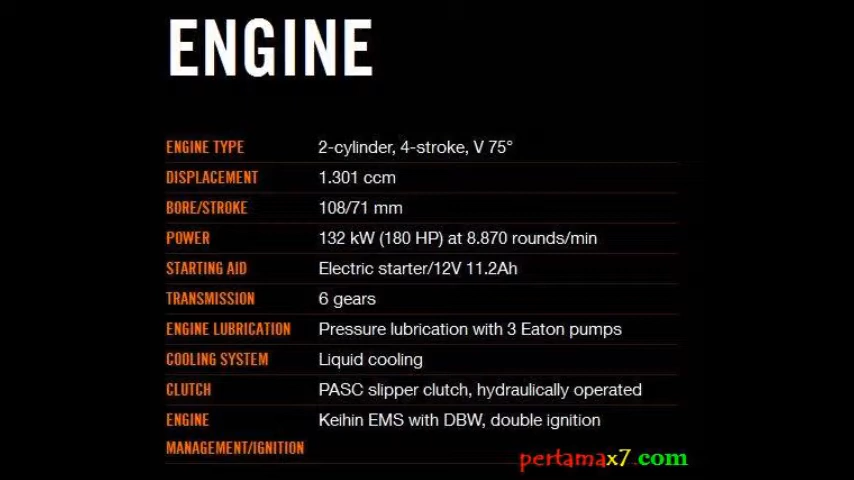 ENGINE
ENGINE TYPE 2-cylinder, 4-stroke, V 75°
DISPLACEMENT 1.301 ccm
BORE/STROKE 108/71 mm
POWER 132 kW (180 HP) at 8.870 rounds/min
STARTING AID Electric starter/12V 11.2Ah
TRANSMISSION 6 gears
ENGINE LUBRICATION Pressure lubrication with 3 Eaton pumps
COOLING SYSTEM Liquid cooling
CLUTCH PASC slipper clutch, hydraulically operated
ENGINE Keihin EMS with DBW, double ignition
MANAGEMENT/IGNITION
pertamax7.com